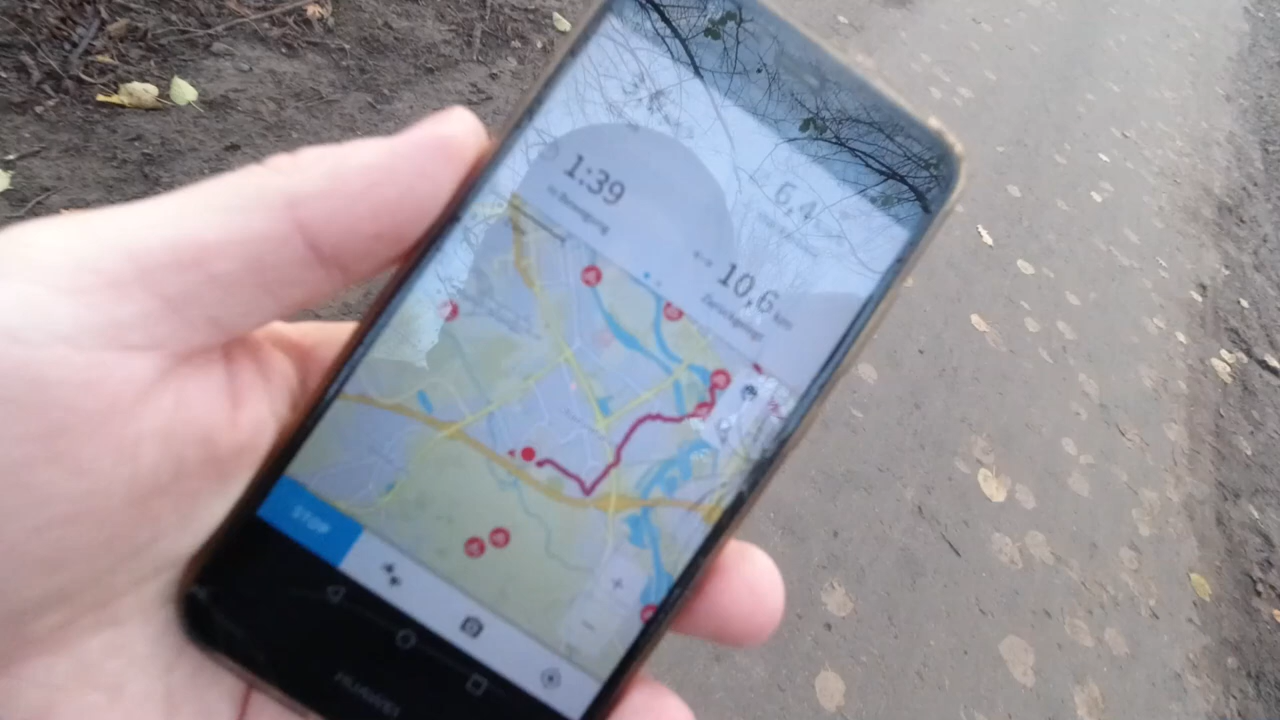 1:39
In Bewegung
6,4
10,6 km
Zurückgelegt
STOP
HUAWEI